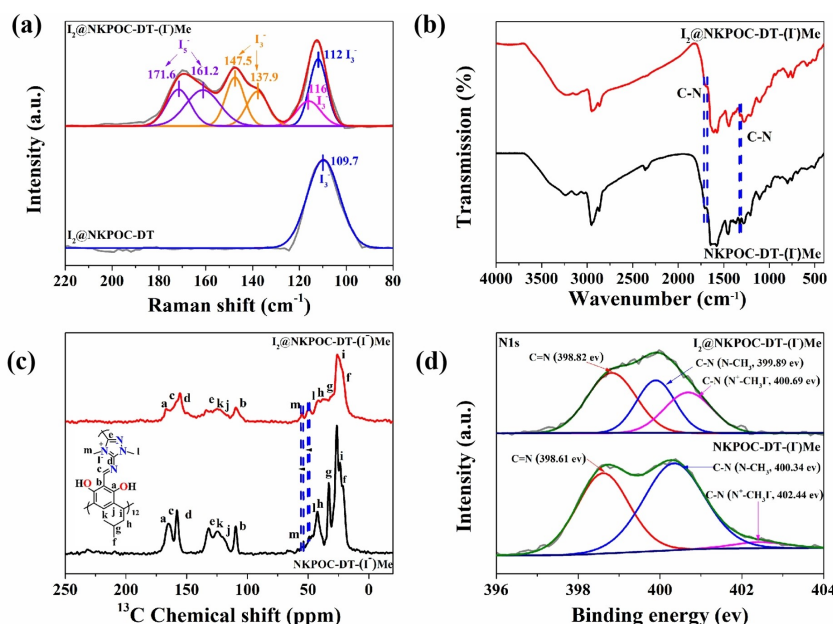 (a)
I₂@NKPOC-DT-(I⁻)Me
I₅⁻
I₃⁻
171.6
161.2
147.5
137.9
112 I₃⁻
116
I₃⁻
109.7
I₃⁻
I₂@NKPOC-DT
Intensity (a.u.)
220 200 180 160 140 120 100 80
Raman shift (cm⁻¹)
(b)
I₂@NKPOC-DT-(I⁻)Me
C-N
C-N
NKPOC-DT-(I⁻)Me
Transmission (%)
4000 3500 3000 2500 2000 1500 1000 500
Wavenumber (cm⁻¹)
(c)
I₂@NKPOC-DT-(I⁻)Me
a c d e k j b m l h g i f
e
N N
m N⁺ N l
I⁻ d
c N
b
HO a OH
k j i 12
g h
f
a c d e k j b m l h g i f
NKPOC-DT-(I⁻)Me
250 200 150 100 50 0
¹³C Chemical shift (ppm)
(d)
N1s
I₂@NKPOC-DT-(I⁻)Me
C=N (398.82 ev)
C-N (N-CH₃, 399.89 ev)
C-N (N⁺-CH₃I⁻, 400.69 ev)
NKPOC-DT-(I⁻)Me
C=N (398.61 ev)
C-N (N-CH₃, 400.34 ev)
C-N (N⁺-CH₃I⁻, 402.44 ev)
Intensity (a.u.)
396 398 400 402 404
Binding energy (ev)